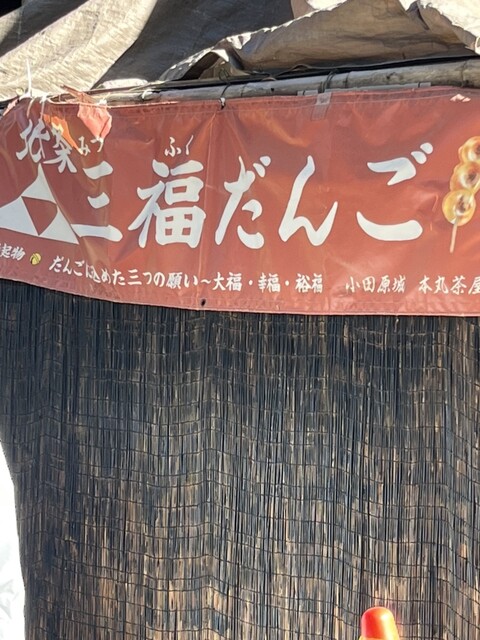 北条 三福だんご
みつ ふく
起物 だんごに込めた三つの願い〜大福・幸福・裕福 小田原城 本丸茶屋